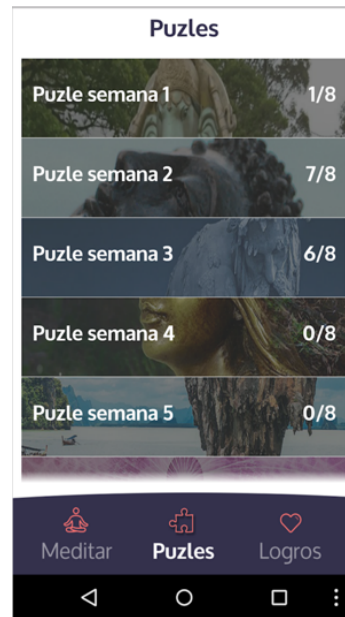 Puzles
Puzle semana 1 1/8
Puzle semana 2 7/8
Puzle semana 3 6/8
Puzle semana 4 0/8
Puzle semana 5 0/8
Meditar Puzles Logros